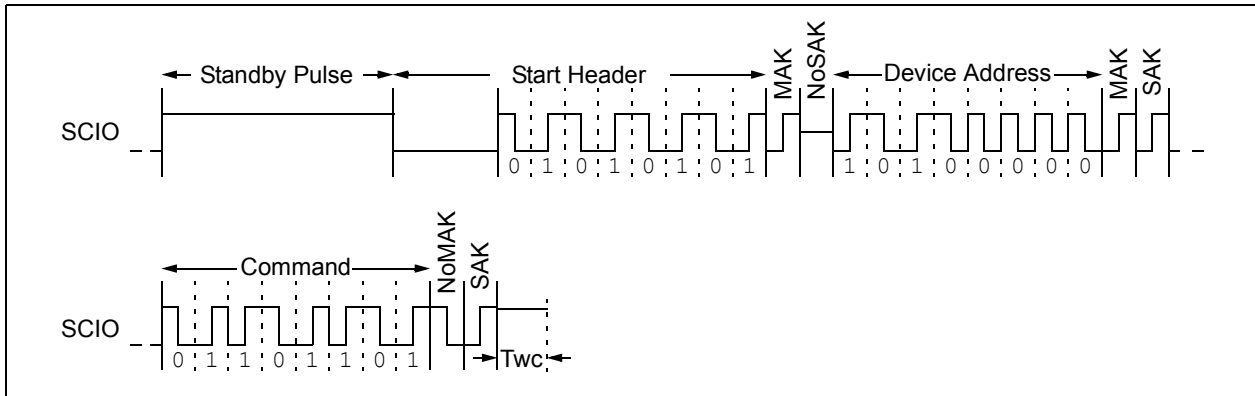 Standby Pulse
Start Header
MAK
NoSAK
Device Address
MAK
SAK
SCIO
0 1 0 1 0 1 0 1
1 0 1 0 0 0 0 0
Command
NoMAK
SAK
SCIO
0 1 1 0 1 1 0 1
Twc